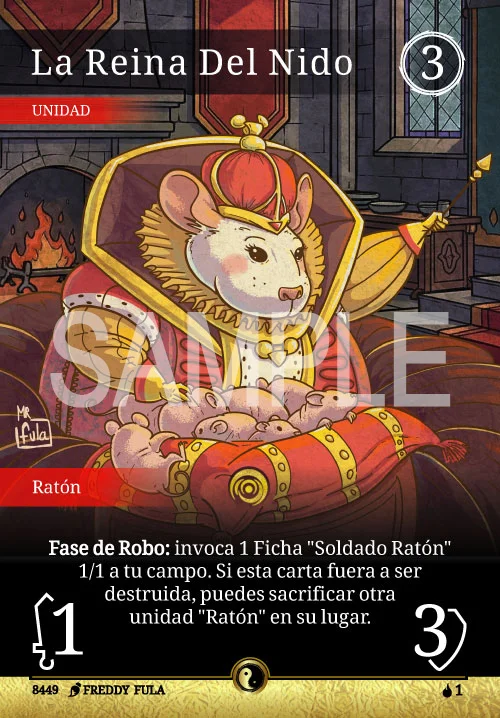 La Reina Del Nido
3
UNIDAD
SAMPLE
MR
fula
Ratón
Fase de Robo: invoca 1 Ficha "Soldado Ratón"
1/1 a tu campo. Si esta carta fuera a ser
destruida, puedes sacrificar otra
unidad "Ratón" en su lugar.
1
3
8449 FREDDY FULA
1